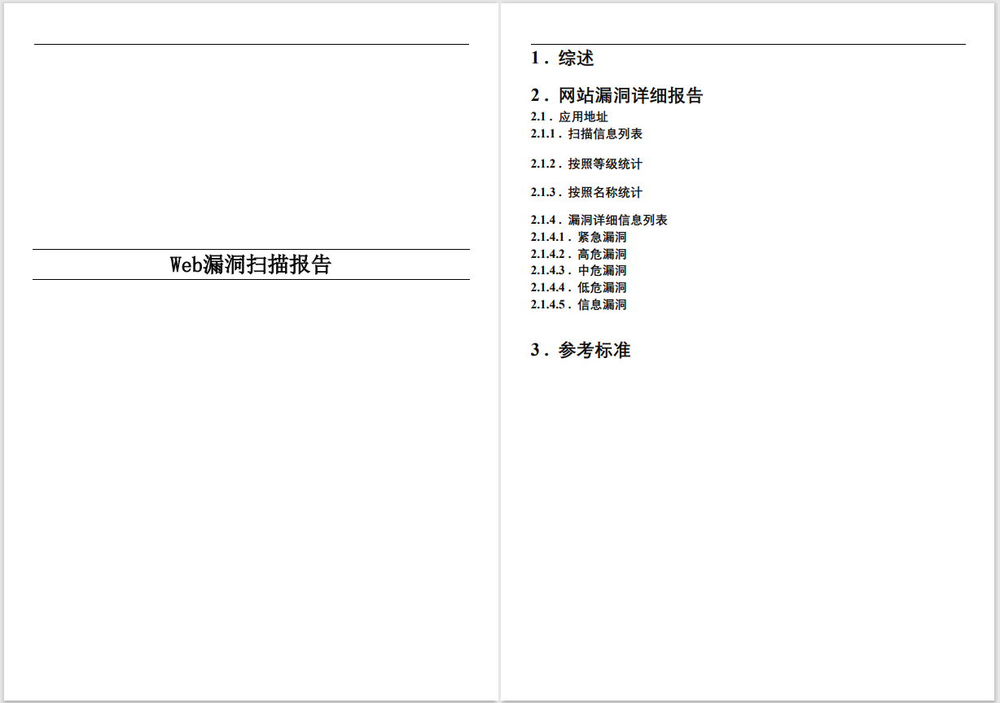 Web漏洞扫描报告
1 . 综述
2 . 网站漏洞详细报告
2.1 . 应用地址
2.1.1 . 扫描信息列表
2.1.2 . 按照等级统计
2.1.3 . 按照名称统计
2.1.4 . 漏洞详细信息列表
2.1.4.1 . 紧急漏洞
2.1.4.2 . 高危漏洞
2.1.4.3 . 中危漏洞
2.1.4.4 . 低危漏洞
2.1.4.5 . 信息漏洞
3 . 参考标准